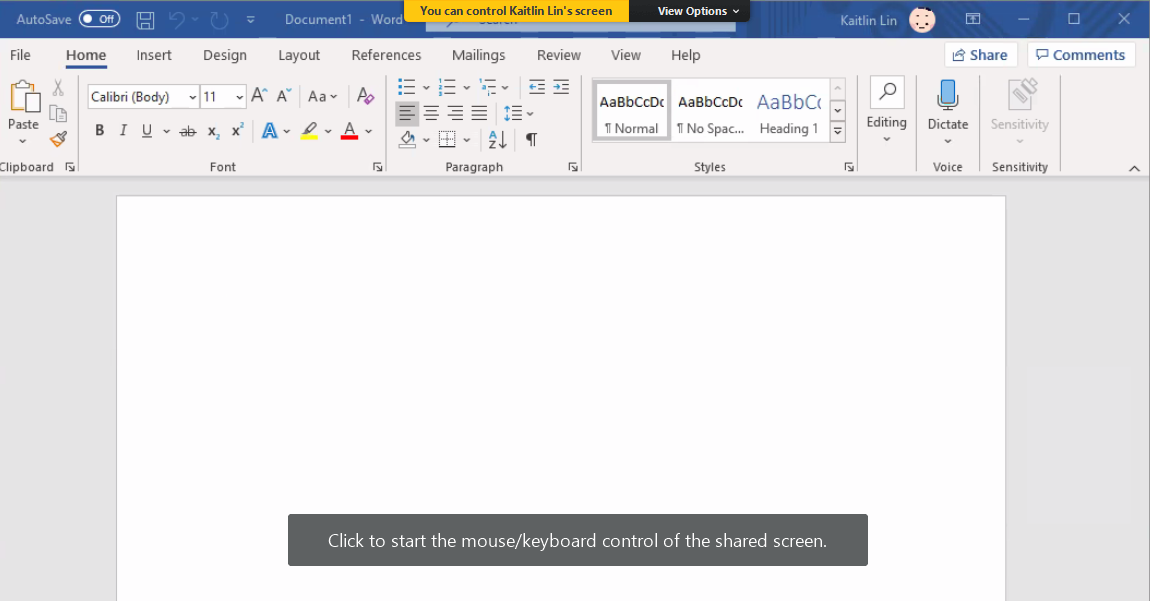 AutoSave Off Document1 - Word You can control Kaitlin Lin's screen View Options Kaitlin Lin
File Home Insert Design Layout References Mailings Review View Help Share Comments
Paste Calibri (Body) 11 A A Aa A AaBbCcDc AaBbCcDc AaBbCc Editing Dictate Sensitivity
B I U ab x₂ x² A A A Z ¶ ¶ Normal ¶ No Spac... Heading 1
Clipboard Font Paragraph Styles Voice Sensitivity
Click to start the mouse/keyboard control of the shared screen.